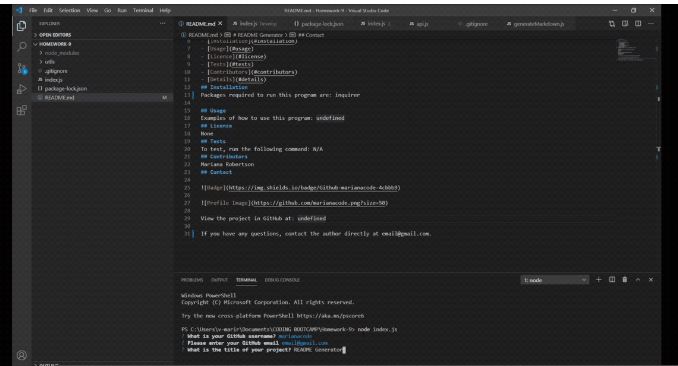 File Edit Selection View Go Run Terminal Help
README.md - Homework-9 - Visual Studio Code
EXPLORER
OPEN EDITORS
HOMEWORK-9
node_modules
utils
.gitignore
index.js
package-lock.json
README.md M
README.md × index.js package-lock.json index.js api.js .gitignore generateMarkdown.js
README.md > # README Generator > ## Contact
6 - [Installation](#installation)
7 - [Usage](#usage)
8 - [License](#license)
9 - [Tests](#tests)
10 - [Contributors](#contributors)
11 - [Details](#details)
12 ## Installation
13 Packages required to run this program are: inquirer
14
15 ## Usage
16 Examples of how to use this program: undefined
17 ## License
18 None
19 ## Tests
20 To test, run the following command: N/A
21 ## Contributors
22 Mariana Robertson
23 ## Contact
24
25 ![Badge](https://img.shields.io/badge/Github-marianacode-4cbbb9)
26
27 ![Profile Image](https://github.com/marianacode.png?size=50)
28
29 View the project in GitHub at: undefined
30
31 If you have any questions, contact the author directly at email@gmail.com.
PROBLEMS OUTPUT TERMINAL DEBUG CONSOLE
1: node
Windows PowerShell
Copyright (C) Microsoft Corporation. All rights reserved.
Try the new cross-platform PowerShell https://aka.ms/pscore6
PS C:\Users\v-marir\Documents\CODING BOOTCAMP\Homework-9> node index.js
? What is your GitHub username? marianacode
? Please enter your GitHub email email@gmail.com
? What is the title of your project? README Generator